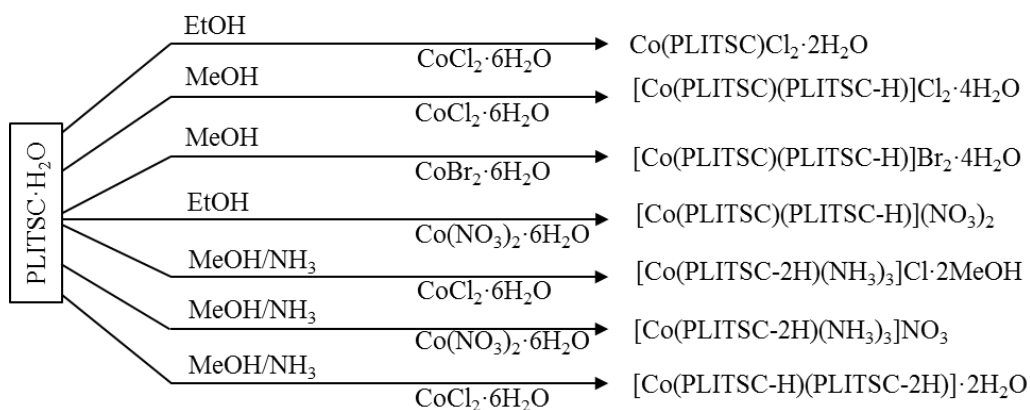 PLITSC·H₂O
EtOH
CoCl₂·6H₂O
Co(PLITSC)Cl₂·2H₂O
MeOH
CoCl₂·6H₂O
[Co(PLITSC)(PLITSC-H)]Cl₂·4H₂O
MeOH
CoBr₂·6H₂O
[Co(PLITSC)(PLITSC-H)]Br₂·4H₂O
EtOH
Co(NO₃)₂·6H₂O
[Co(PLITSC)(PLITSC-H)](NO₃)₂
MeOH/NH₃
CoCl₂·6H₂O
[Co(PLITSC-2H)(NH₃)₃]Cl·2MeOH
MeOH/NH₃
Co(NO₃)₂·6H₂O
[Co(PLITSC-2H)(NH₃)₃]NO₃
MeOH/NH₃
CoCl₂·6H₂O
[Co(PLITSC-H)(PLITSC-2H)]·2H₂O